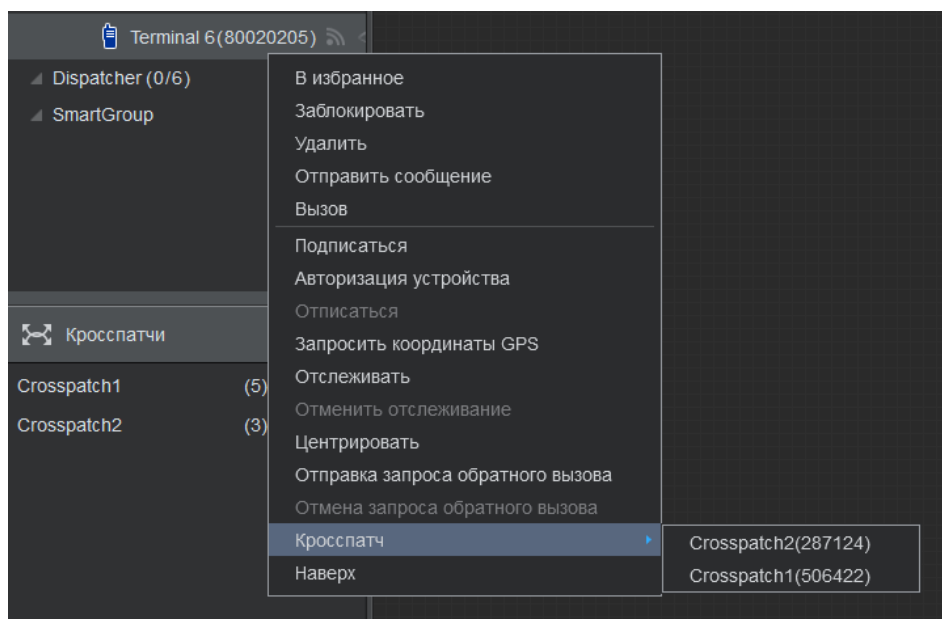 Terminal 6(80020205)
Dispatcher (0/6)
SmartGroup
Кросспатчи
Crosspatch1 (5)
Crosspatch2 (3)
В избранное
Заблокировать
Удалить
Отправить сообщение
Вызов
Подписаться
Авторизация устройства
Отписаться
Запросить координаты GPS
Отслеживать
Отменить отслеживание
Центрировать
Отправка запроса обратного вызова
Отмена запроса обратного вызова
Кросспатч
Наверх
Crosspatch2(287124)
Crosspatch1(506422)